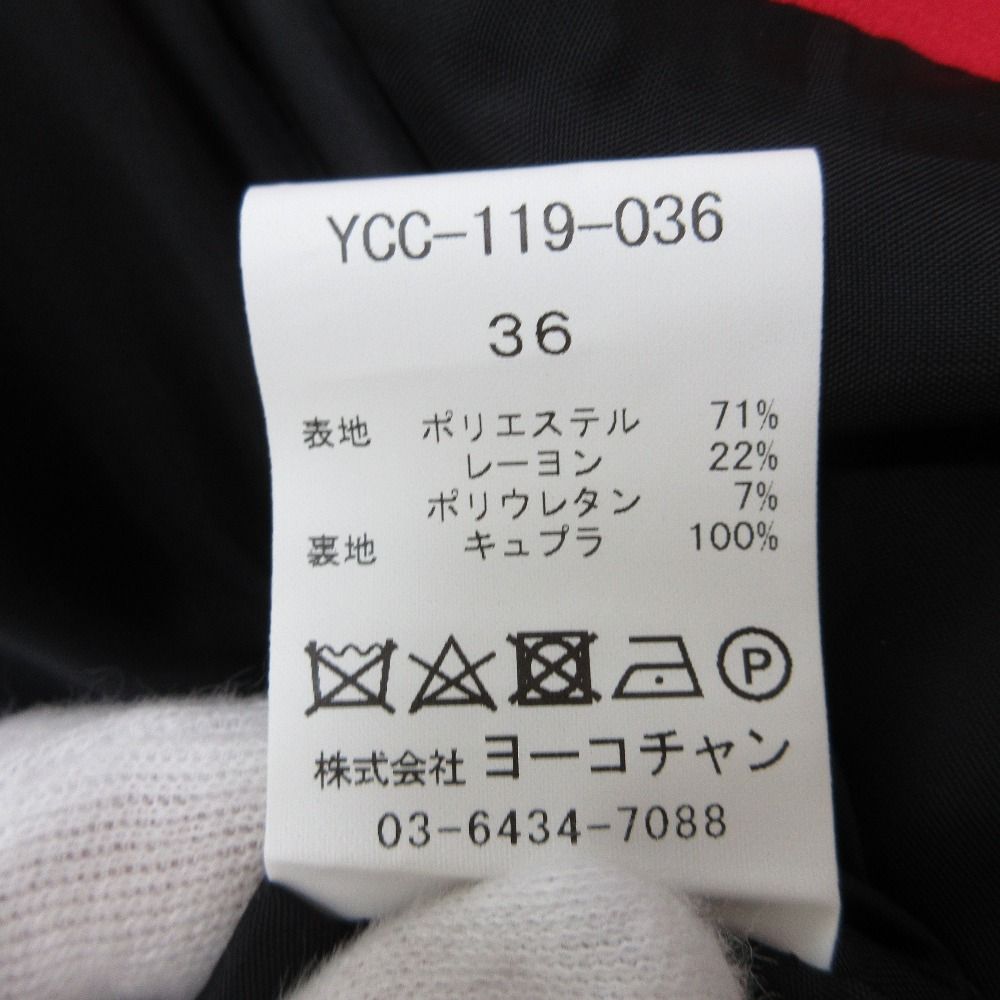 YCC-119-036
36
表地 ポリエステル 71%
レーヨン 22%
ポリウレタン 7%
裏地 キュプラ 100%
P
株式会社 ヨーコチャン
03-6434-7088